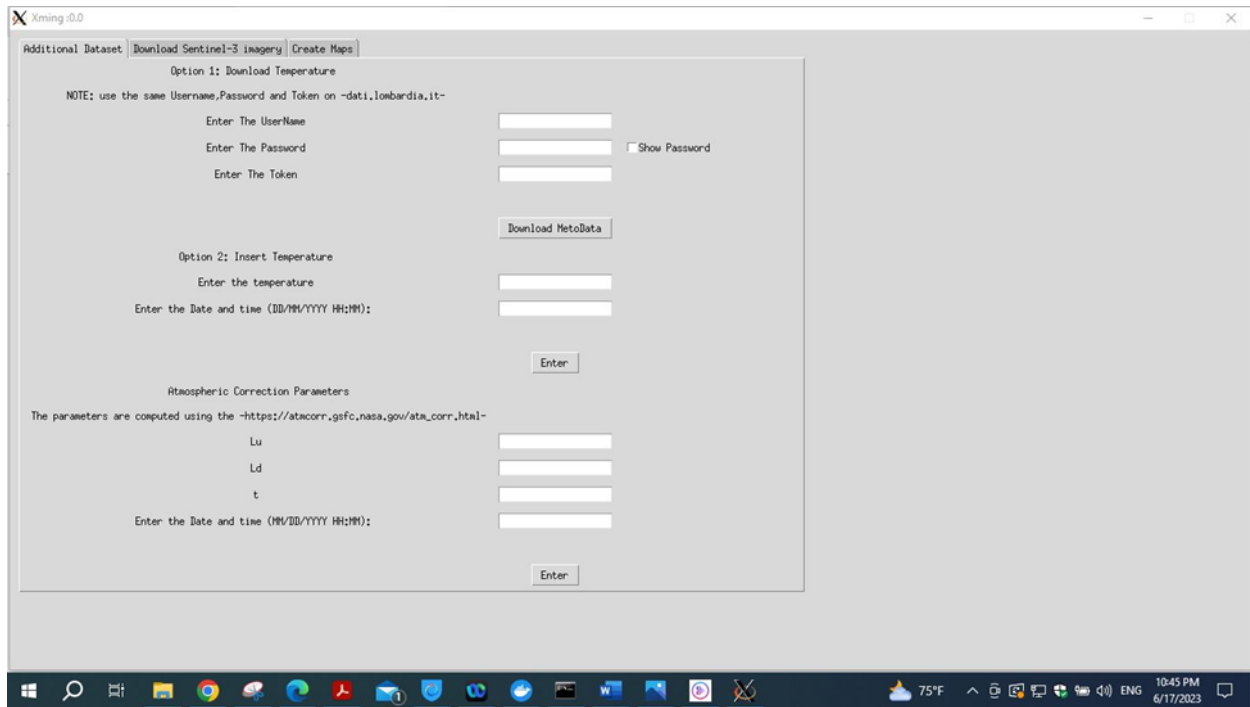 Xming :0.0
Additional Dataset Download Sentinel-3 imagery Create Maps
Option 1: Download Temperature
NOTE: use the same Username,Password and Token on -dati.lombardia.it-
Enter The UserName
Enter The Password Show Password
Enter The Token
Download MetoData
Option 2: Insert Temperature
Enter the temperature
Enter the Date and time (DD/MM/YYYY HH:MM):
Enter
Atmospheric Correction Parameters
The parameters are computed using the -https://atmcorr.gsfc.nasa.gov/atm_corr.html-
Lu
Ld
t
Enter the Date and time (MM/DD/YYYY HH:MM):
Enter
1
75°F ENG 10:45 PM
6/17/2023